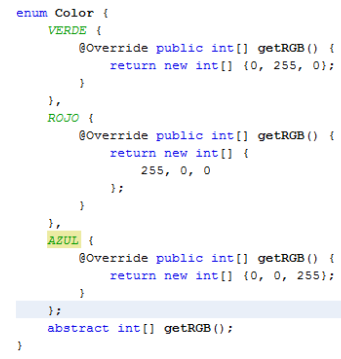 enum Color {
    VERDE {
        @Override public int[] getRGB() {
            return new int[] {0, 255, 0};
        }
    },
    ROJO {
        @Override public int[] getRGB() {
            return new int[] {
                255, 0, 0
            };
        }
    },
    AZUL {
        @Override public int[] getRGB() {
            return new int[] {0, 0, 255};
        }
    };
    abstract int[] getRGB();
}